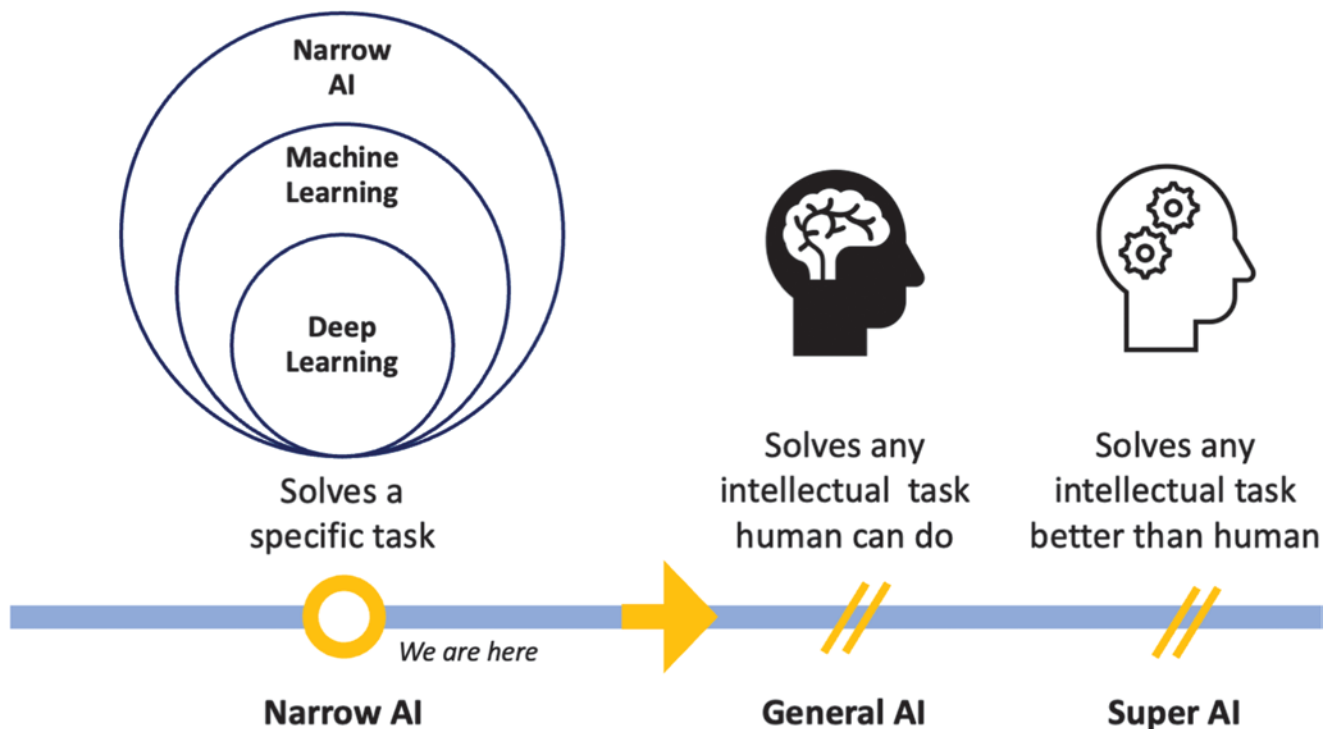 Narrow
AI
Machine
Learning
Deep
Learning
Solves a
specific task
Solves any
intellectual task
human can do
Solves any
intellectual task
better than human
We are here
Narrow AI
General AI
Super AI